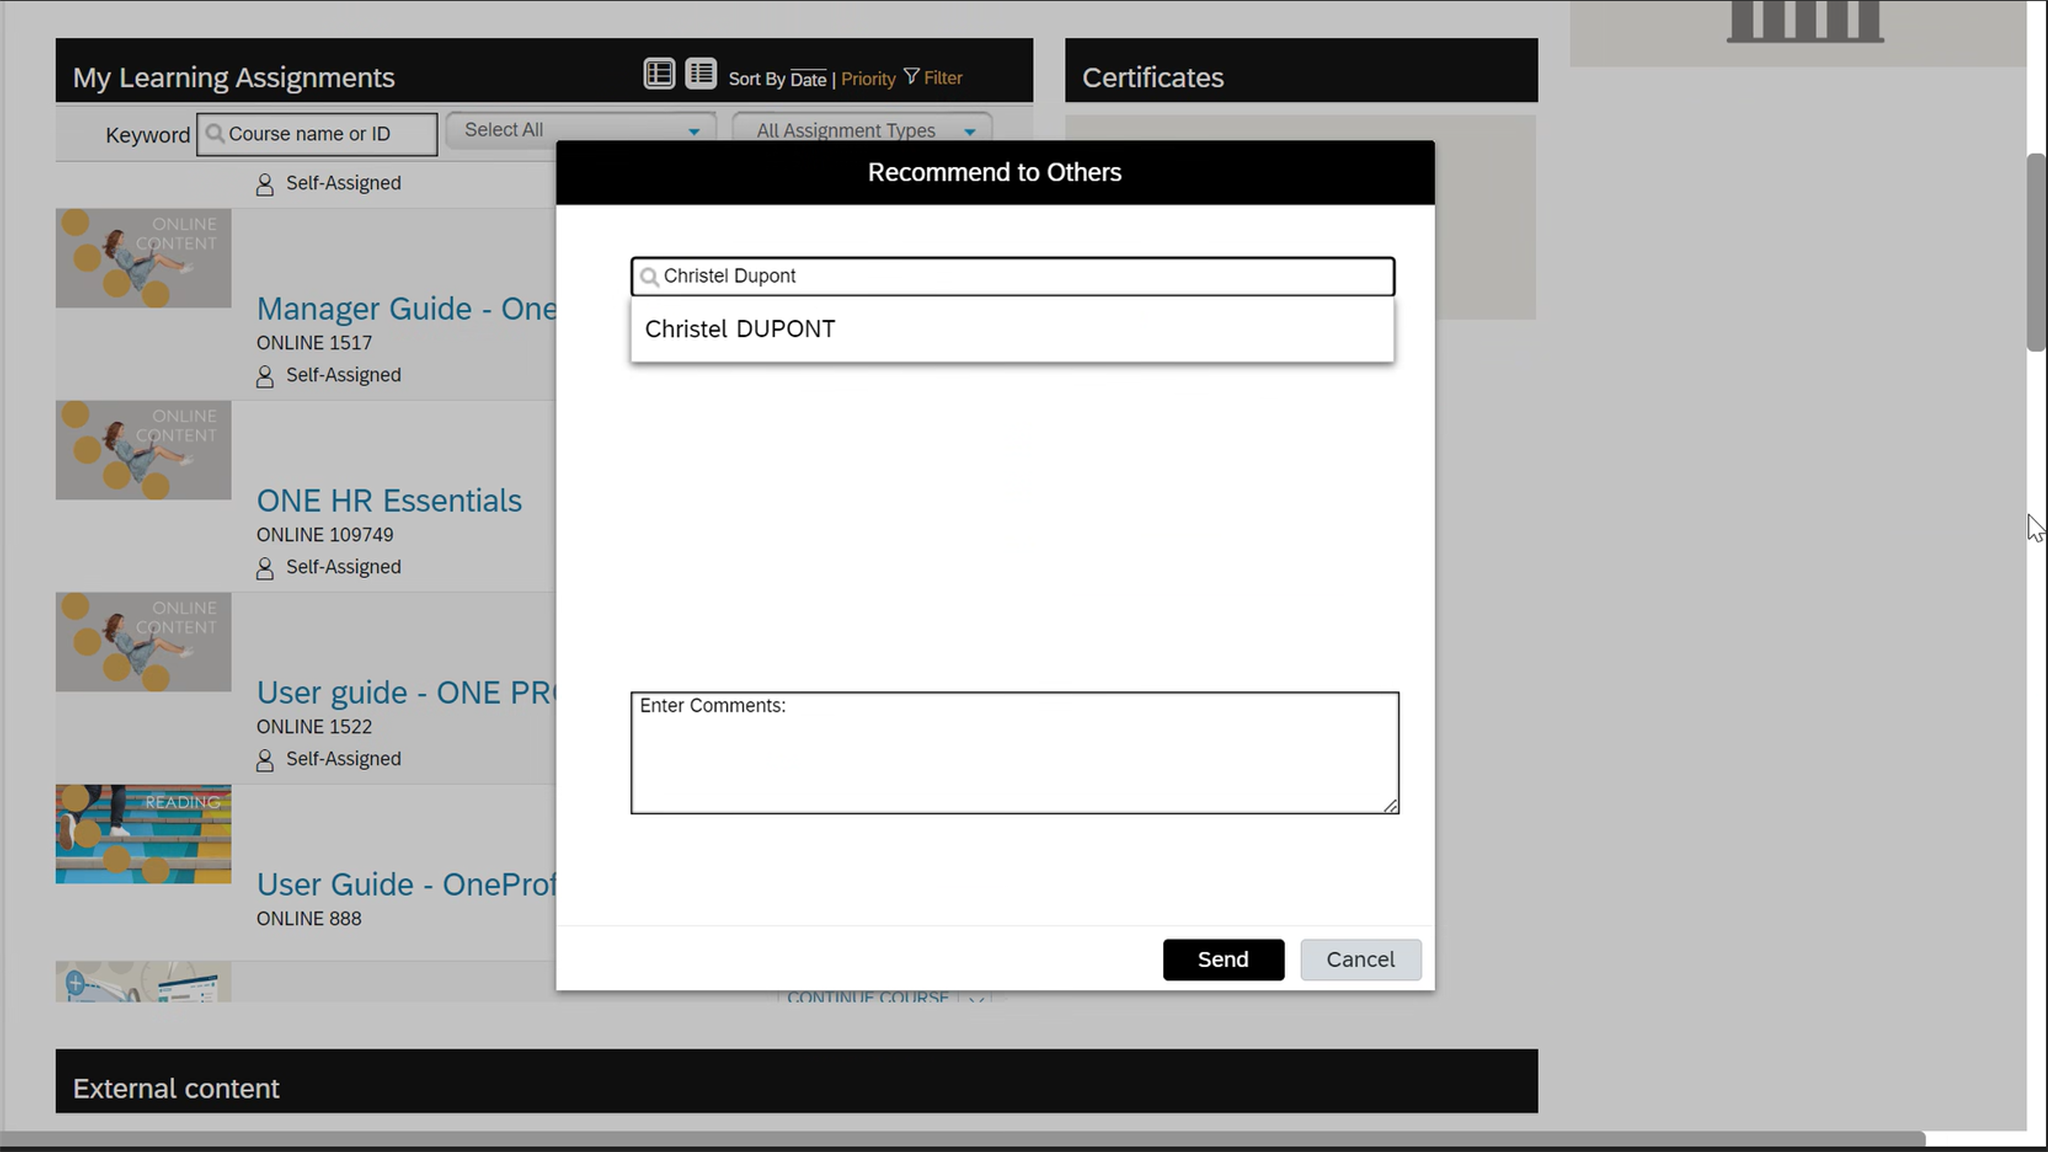 My Learning Assignments
Sort By Date | Priority Filter
Certificates
Keyword
Course name or ID
Select All
All Assignment Types
Self-Assigned
ONLINE
CONTENT
Manager Guide - One
ONLINE 1517
Self-Assigned
ONLINE
CONTENT
ONE HR Essentials
ONLINE 109749
Self-Assigned
ONLINE
CONTENT
User guide - ONE PR
ONLINE 1522
Self-Assigned
READING
User Guide - OneProf
ONLINE 888
CONTINUE COURSE
Recommend to Others
Christel Dupont
Christel DUPONT
Enter Comments:
Send
Cancel
External content